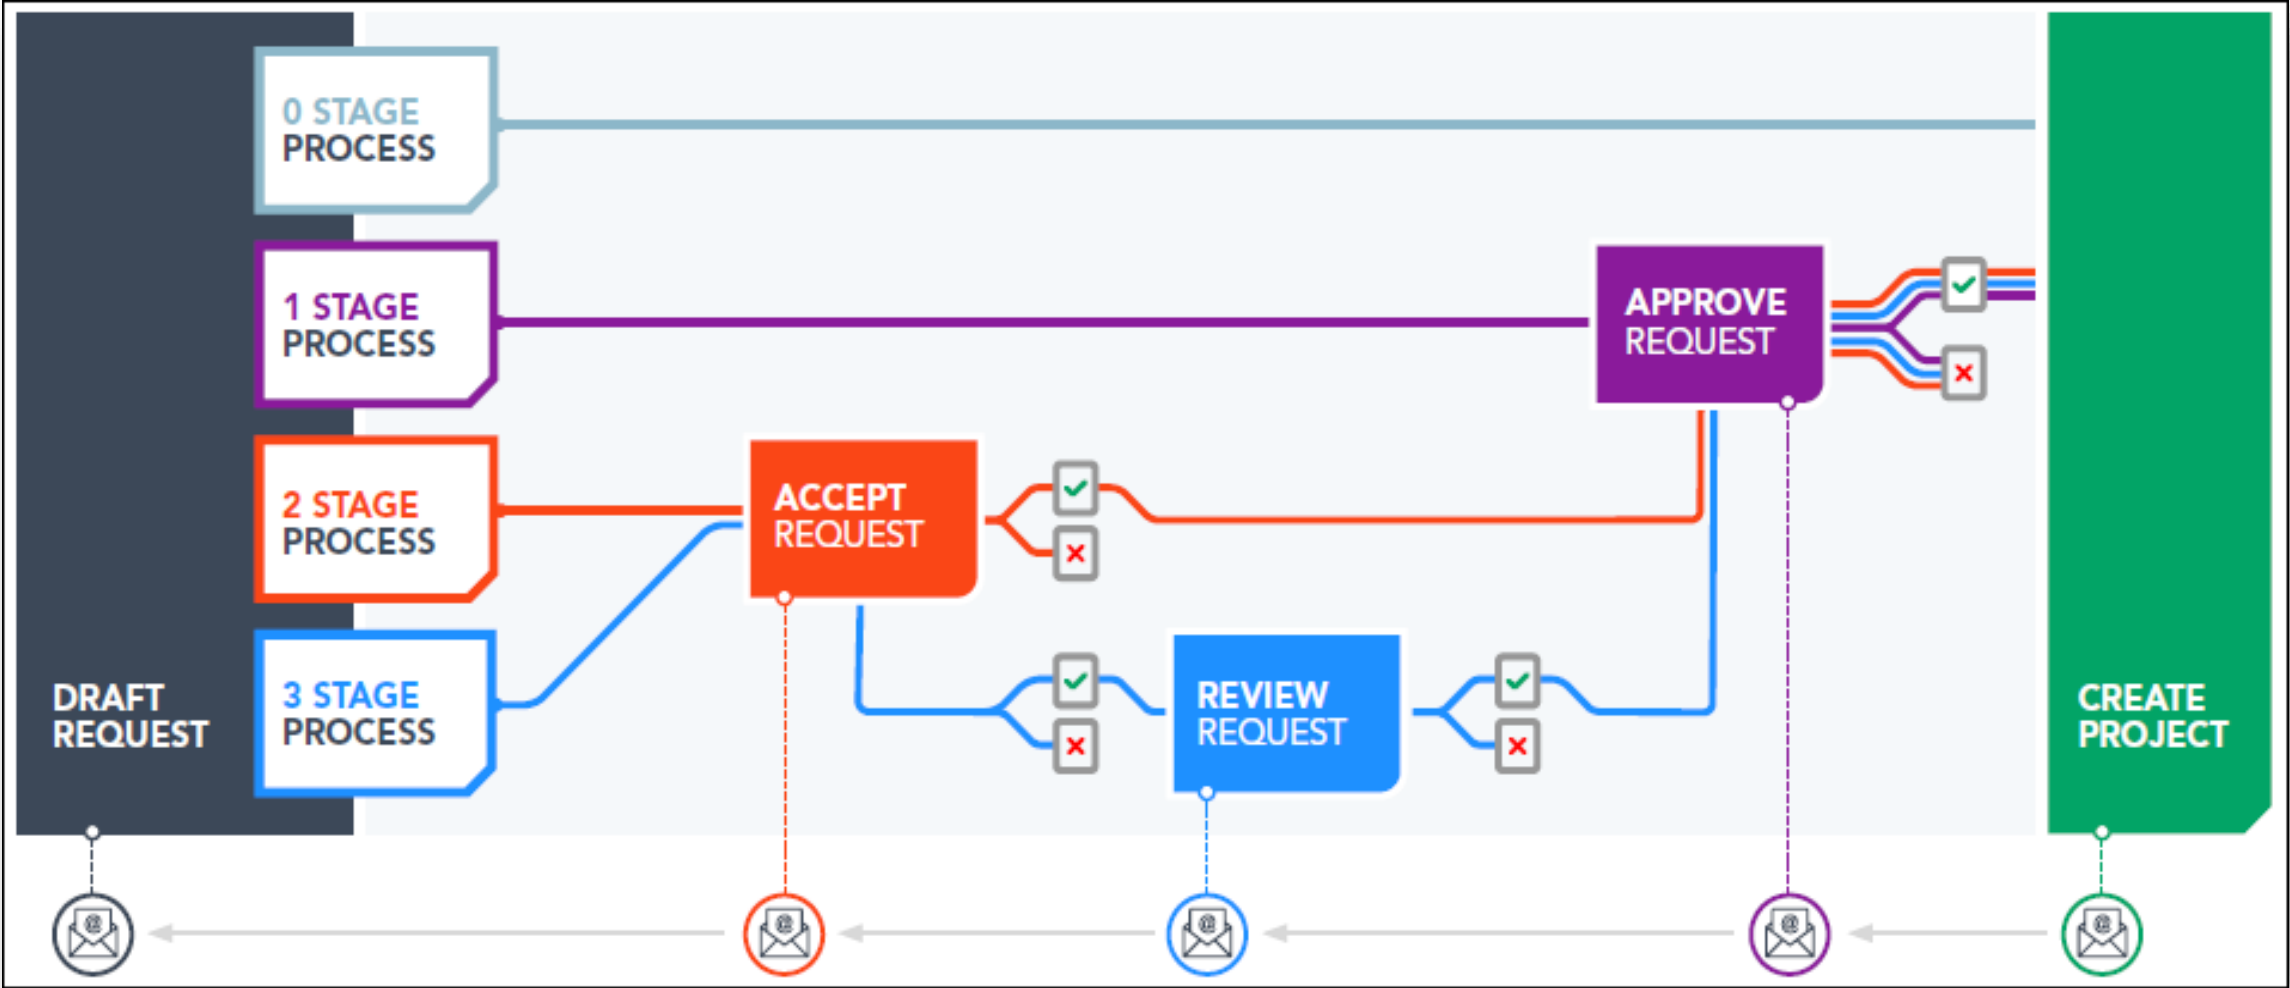 0 STAGE
PROCESS
1 STAGE
PROCESS
2 STAGE
PROCESS
3 STAGE
PROCESS
DRAFT
REQUEST
ACCEPT
REQUEST
REVIEW
REQUEST
APPROVE
REQUEST
CREATE
PROJECT
@
@
@
@
@